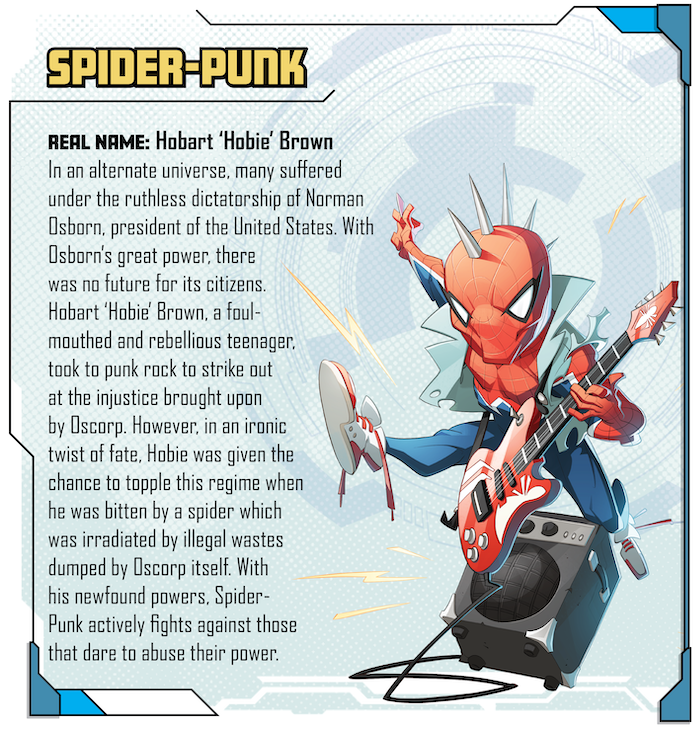 SPIDER-PUNK
REAL NAME: Hobart ‘Hobie’ Brown
In an alternate universe, many suffered
under the ruthless dictatorship of Norman
Osborn, president of the United States. With
Osborn’s great power, there
was no future for its citizens.
Hobart ‘Hobie’ Brown, a foul-
mouthed and rebellious teenager,
took to punk rock to strike out
at the injustice brought upon
by Oscorp. However, in an ironic
twist of fate, Hobie was given the
chance to topple this regime when
he was bitten by a spider which
was irradiated by illegal wastes
dumped by Oscorp itself. With
his newfound powers, Spider-
Punk actively fights against those
that dare to abuse their power.